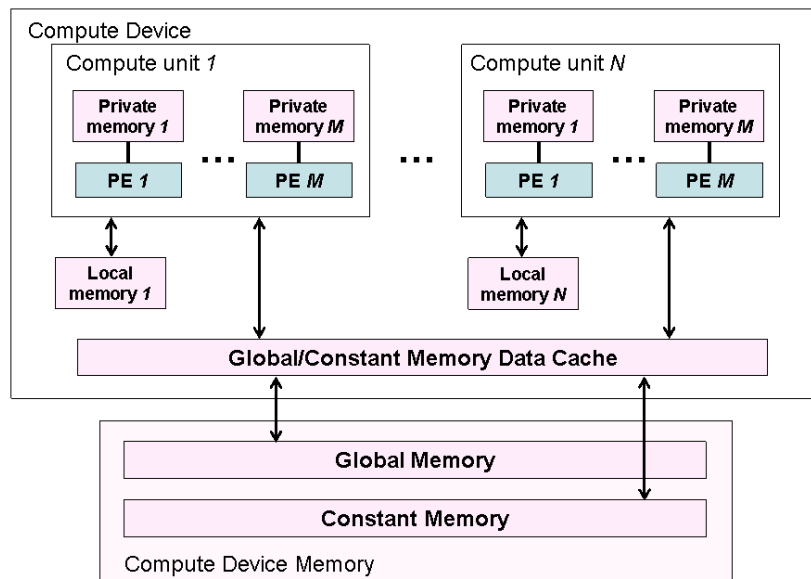 Compute Device
Compute unit 1
Compute unit N
Private
memory 1
Private
memory M
Private
memory 1
Private
memory M
PE 1
PE M
PE 1
PE M
Local
memory 1
Local
memory N
Global/Constant Memory Data Cache
Global Memory
Constant Memory
Compute Device Memory